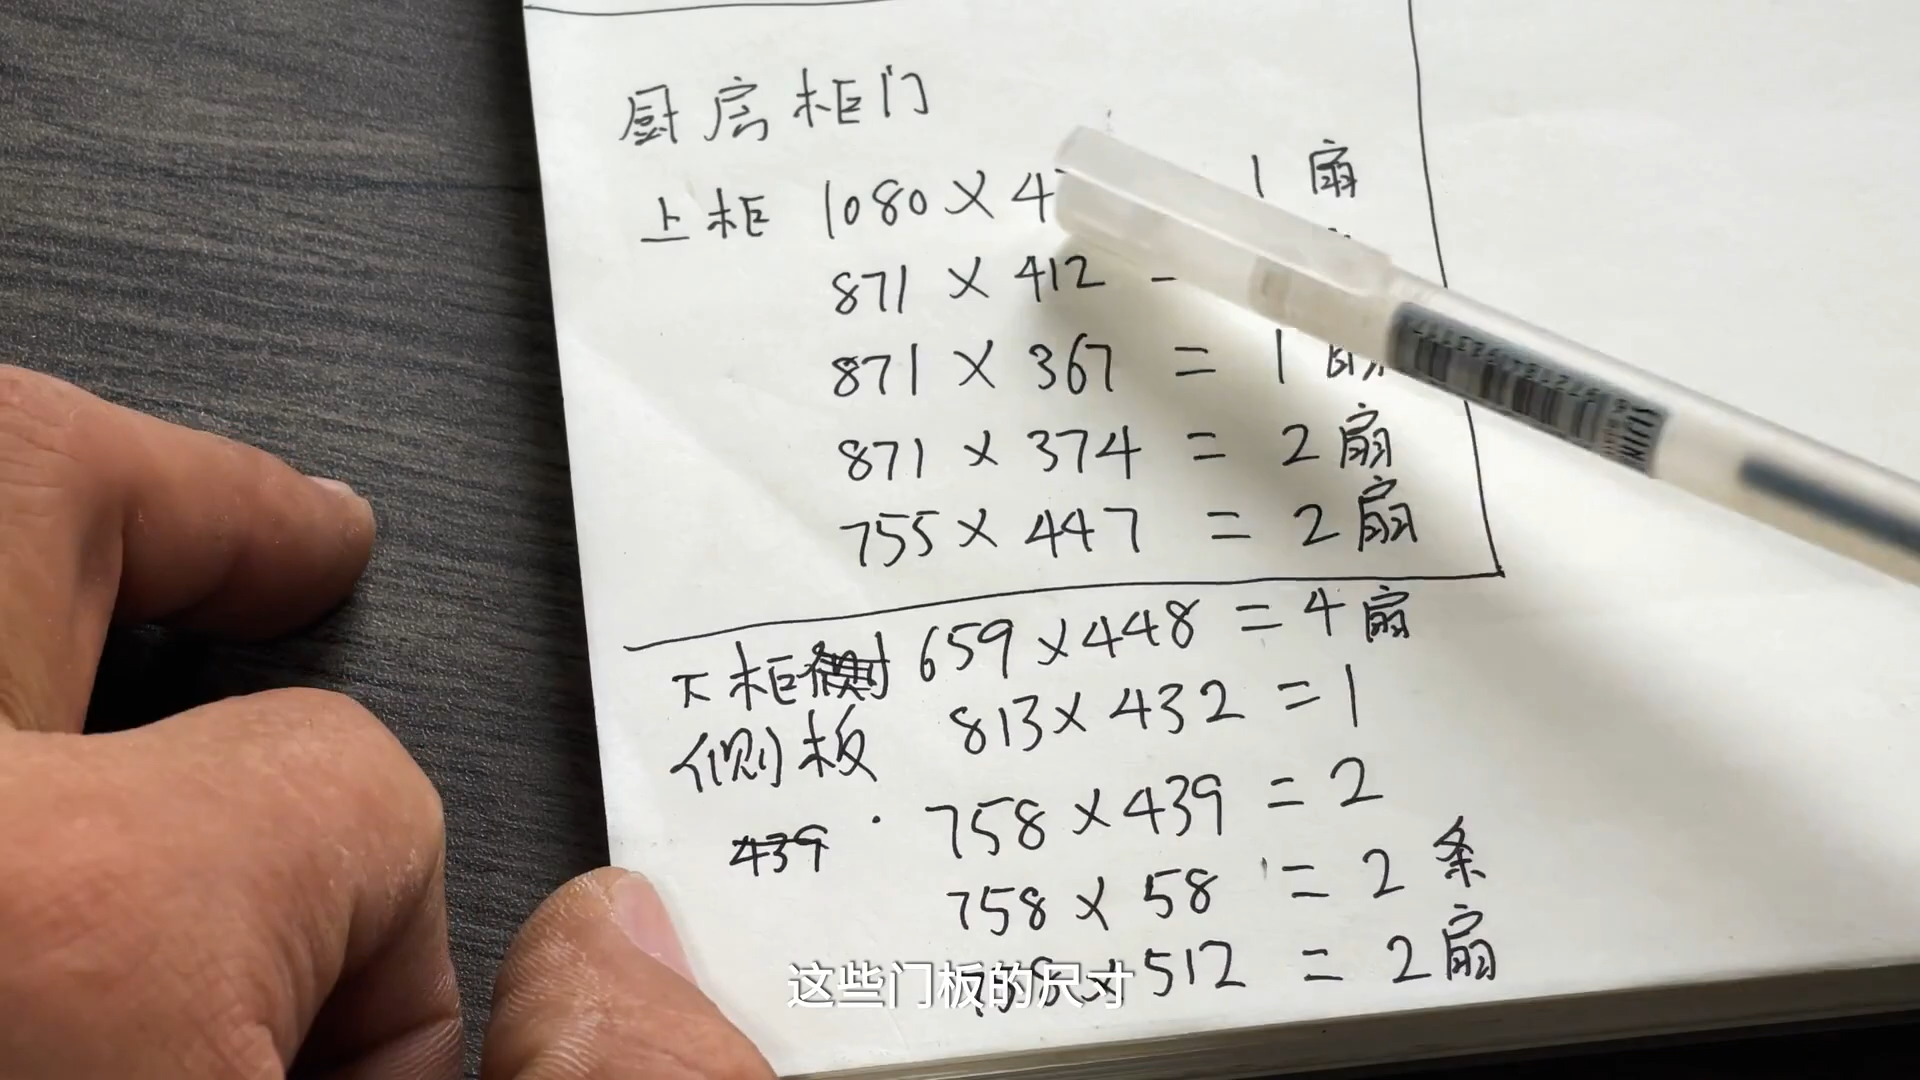 厨房柜门
上柜 1080 × 4
1扇
871 × 412
871 × 367 = 1
871 × 374 = 2扇
755 × 447 = 2扇
下柜 659 × 448 = 4扇
侧板 813 × 432 = 1
439 · 758 × 439 = 2
758 × 58 = 2条
× 512 = 2扇
这些门板的尺寸